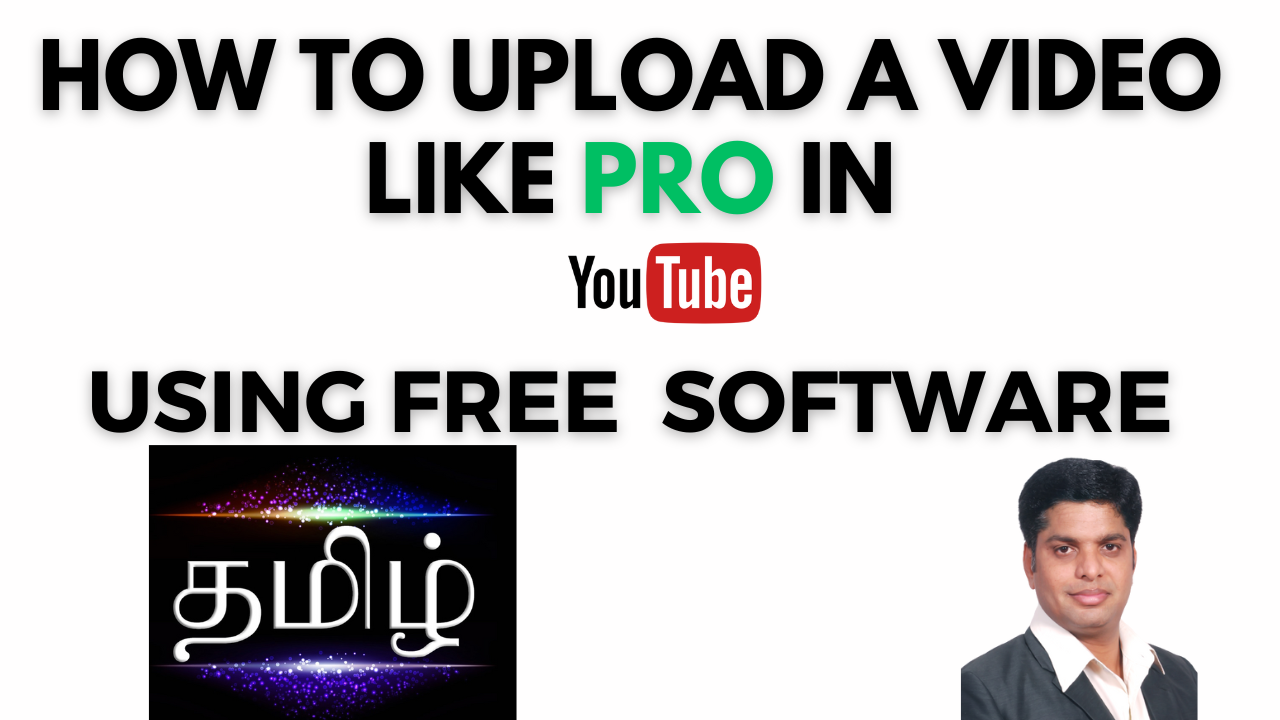 HOW TO UPLOAD A VIDEO
LIKE PRO IN
YouTube
USING FREE SOFTWARE
தமிழ்